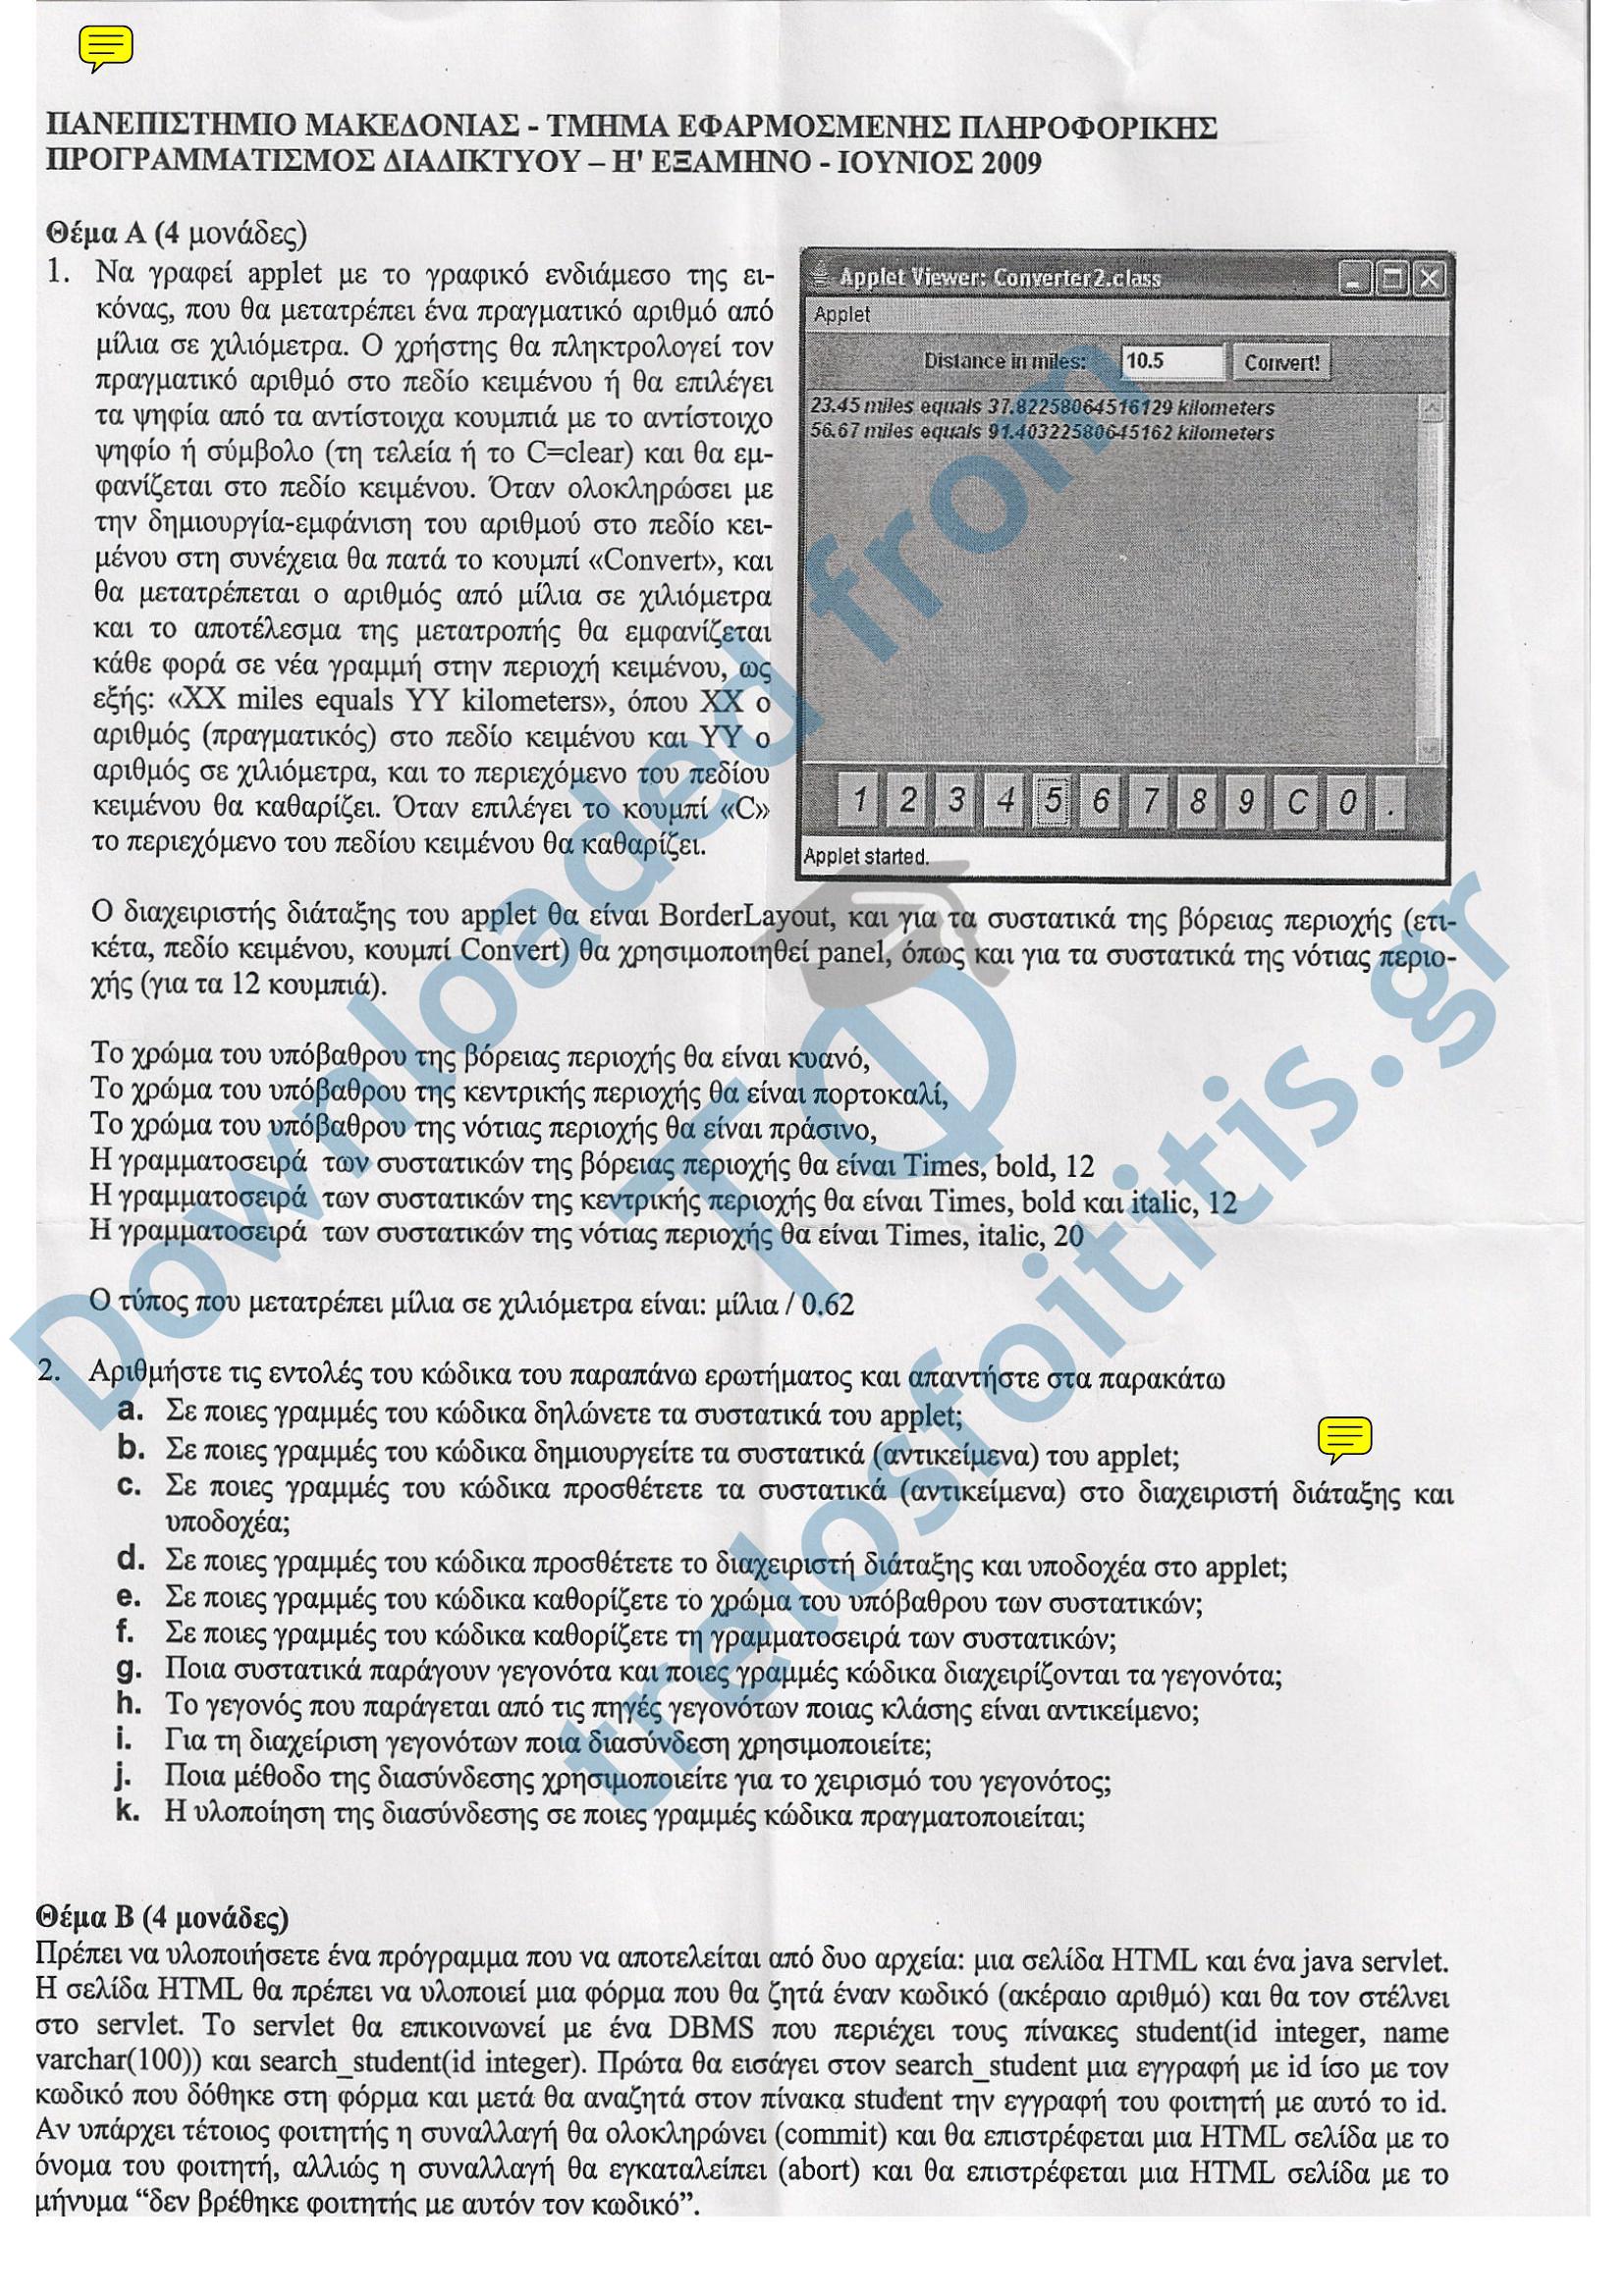 ΠΑΝΕΠΙΣΤΗΜΙΟ ΜΑΚΕΔΟΝΙΑΣ - ΤΜΗΜΑ ΕΦΑΡΜΟΣΜΕΝΗΣ ΠΛΗΡΟΦΟΡΙΚΗΣ
ΠΡΟΓΡΑΜΜΑΤΙΣΜΟΣ ΔΙΑΔΙΚΤΥΟΥ – Η' ΕΞΑΜΗΝΟ - ΙΟΥΝΙΟΣ 2009
Θέμα Α (4 μονάδες)
1. Να γραφεί applet με το γραφικό ενδιάμεσο της ει-
κόνας, που θα μετατρέπει ένα πραγματικό αριθμό από
μίλια σε χιλιόμετρα. Ο χρήστης θα πληκτρολογεί τον
πραγματικό αριθμό στο πεδίο κειμένου ή θα επιλέγει
τα ψηφία από τα αντίστοιχα κουμπιά με το αντίστοιχο
ψηφίο ή σύμβολο (τη τελεία ή το C=clear) και θα εμ-
φανίζεται στο πεδίο κειμένου. Όταν ολοκληρώσει με
την δημιουργία-εμφάνιση του αριθμού στο πεδίο κει-
μένου στη συνέχεια θα πατά το κουμπί «Convert», και
θα μετατρέπεται ο αριθμός από μίλια σε χιλιόμετρα
και το αποτέλεσμα της μετατροπής θα εμφανίζεται
κάθε φορά σε νέα γραμμή στην περιοχή κειμένου, ως
εξής: «XX miles equals YY kilometers», όπου XX ο
αριθμός (πραγματικός) στο πεδίο κειμένου και YY ο
αριθμός σε χιλιόμετρα, και το περιεχόμενο του πεδίου
κειμένου θα καθαρίζει. Όταν επιλέγει το κουμπί «C»
το περιεχόμενο του πεδίου κειμένου θα καθαρίζει.
Applet Viewer: Converter2.class
Applet
Distance in miles: 10.5 Convert!
23.45 miles equals 37.82258064516129 kilometers
56.67 miles equals 91.40322580645162 kilometers
1 2 3 4 5 6 7 8 9 C 0 .
Applet started.
Ο διαχειριστής διάταξης του applet θα είναι BorderLayout, και για τα συστατικά της βόρειας περιοχής (ετι-
κέτα, πεδίο κειμένου, κουμπί Convert) θα χρησιμοποιηθεί panel, όπως και για τα συστατικά της νότιας περιο-
χής (για τα 12 κουμπιά).
Το χρώμα του υπόβαθρου της βόρειας περιοχής θα είναι κυανό,
Το χρώμα του υπόβαθρου της κεντρικής περιοχής θα είναι πορτοκαλί,
Το χρώμα του υπόβαθρου της νότιας περιοχής θα είναι πράσινο,
Η γραμματοσειρά των συστατικών της βόρειας περιοχής θα είναι Times, bold, 12
Η γραμματοσειρά των συστατικών της κεντρικής περιοχής θα είναι Times, bold και italic, 12
Η γραμματοσειρά των συστατικών της νότιας περιοχής θα είναι Times, italic, 20
Ο τύπος που μετατρέπει μίλια σε χιλιόμετρα είναι: μίλια / 0.62
2. Αριθμήστε τις εντολές του κώδικα του παραπάνω ερωτήματος και απαντήστε στα παρακάτω
a. Σε ποιες γραμμές του κώδικα δηλώνετε τα συστατικά του applet;
b. Σε ποιες γραμμές του κώδικα δημιουργείτε τα συστατικά (αντικείμενα) του applet;
c. Σε ποιες γραμμές του κώδικα προσθέτετε τα συστατικά (αντικείμενα) στο διαχειριστή διάταξης και
υποδοχέα;
d. Σε ποιες γραμμές του κώδικα προσθέτετε το διαχειριστή διάταξης και υποδοχέα στο applet;
e. Σε ποιες γραμμές του κώδικα καθορίζετε το χρώμα του υπόβαθρου των συστατικών;
f. Σε ποιες γραμμές του κώδικα καθορίζετε τη γραμματοσειρά των συστατικών;
g. Ποια συστατικά παράγουν γεγονότα και ποιες γραμμές κώδικα διαχειρίζονται τα γεγονότα;
h. Το γεγονός που παράγεται από τις πηγές γεγονότων ποιας κλάσης είναι αντικείμενο;
i. Για τη διαχείριση γεγονότων ποια διασύνδεση χρησιμοποιείτε;
j. Ποια μέθοδο της διασύνδεσης χρησιμοποιείτε για το χειρισμό του γεγονότος;
k. Η υλοποίηση της διασύνδεσης σε ποιες γραμμές κώδικα πραγματοποιείται;
Θέμα Β (4 μονάδες)
Πρέπει να υλοποιήσετε ένα πρόγραμμα που να αποτελείται από δυο αρχεία: μια σελίδα HTML και ένα java servlet.
Η σελίδα HTML θα πρέπει να υλοποιεί μια φόρμα που θα ζητά έναν κωδικό (ακέραιο αριθμό) και θα τον στέλνει
στο servlet. Το servlet θα επικοινωνεί με ένα DBMS που περιέχει τους πίνακες student(id integer, name
varchar(100)) και search_student(id integer). Πρώτα θα εισάγει στον search_student μια εγγραφή με id ίσο με τον
κωδικό που δόθηκε στη φόρμα και μετά θα αναζητά στον πίνακα student την εγγραφή του φοιτητή με αυτό το id.
Αν υπάρχει τέτοιος φοιτητής η συναλλαγή θα ολοκληρώνει (commit) και θα επιστρέφεται μια HTML σελίδα με το
όνομα του φοιτητή, αλλιώς η συναλλαγή θα εγκαταλείπει (abort) και θα επιστρέφεται μια HTML σελίδα με το
μήνυμα “δεν βρέθηκε φοιτητής με αυτόν τον κωδικό”.
Downloaded from
ΤΦ
trelosfoititis.gr